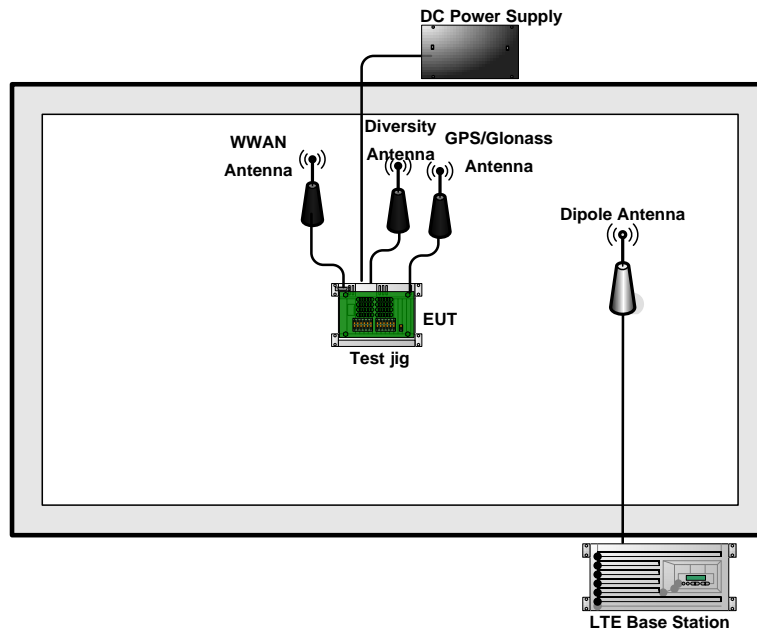 DC Power Supply
WWAN
Antenna
Diversity
Antenna
GPS/Glonass
Antenna
Dipole Antenna
EUT
Test jig
LTE Base Station